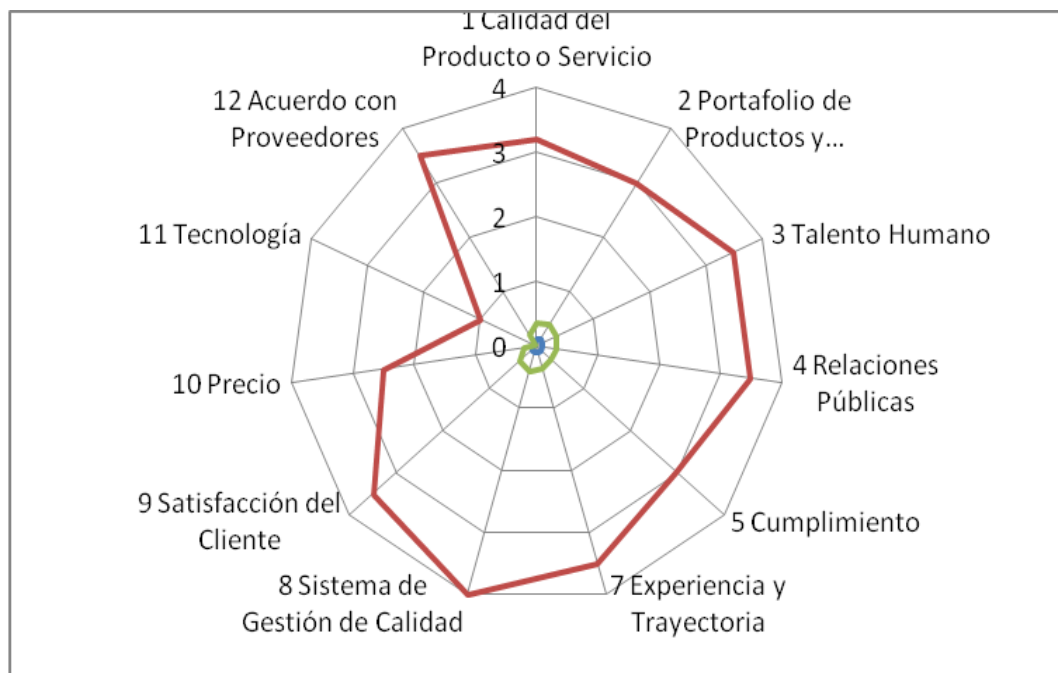 1 Calidad del
Producto o Servicio
2 Portafolio de
Productos y...
3 Talento Humano
4 Relaciones
Públicas
5 Cumplimiento
7 Experiencia y
Trayectoria
8 Sistema de
Gestión de Calidad
9 Satisfacción del
Cliente
10 Precio
11 Tecnología
12 Acuerdo con
Proveedores
4
3
2
1
0